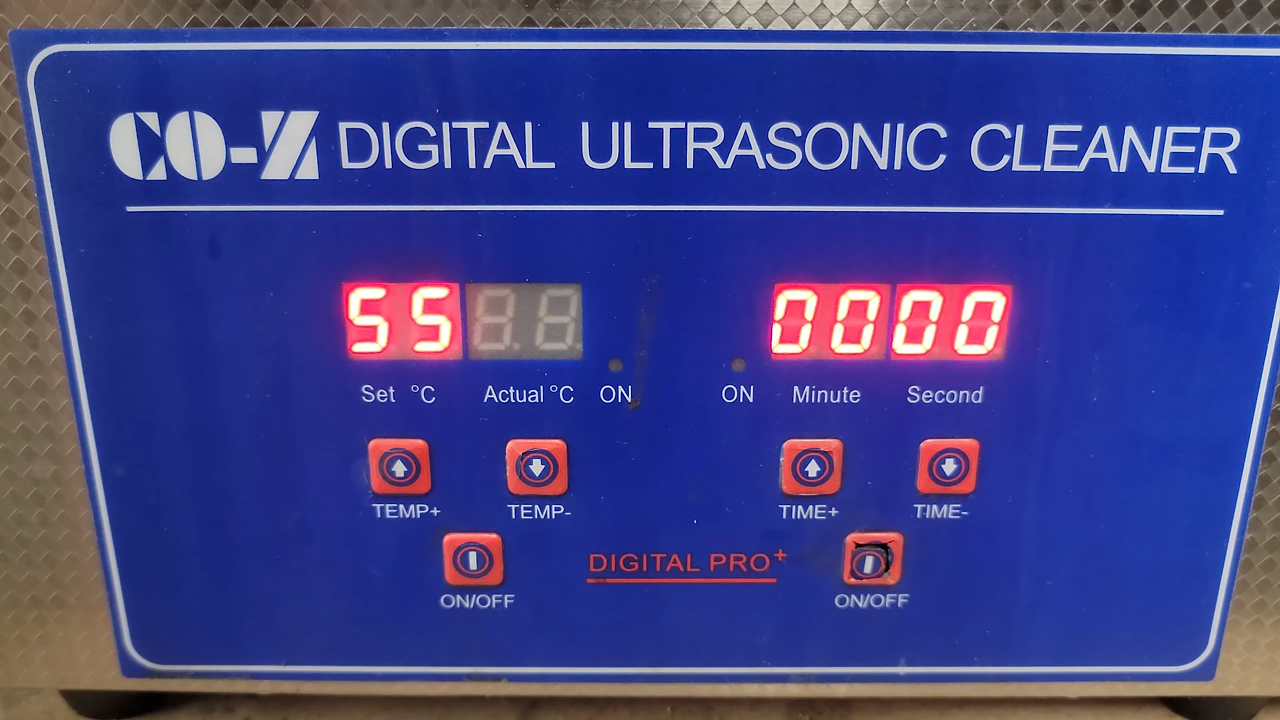 CO-Z DIGITAL ULTRASONIC CLEANER
55 0000
Set °C Actual °C ON ON Minute Second
TEMP+ TEMP- TIME+ TIME-
DIGITAL PRO+
ON/OFF ON/OFF